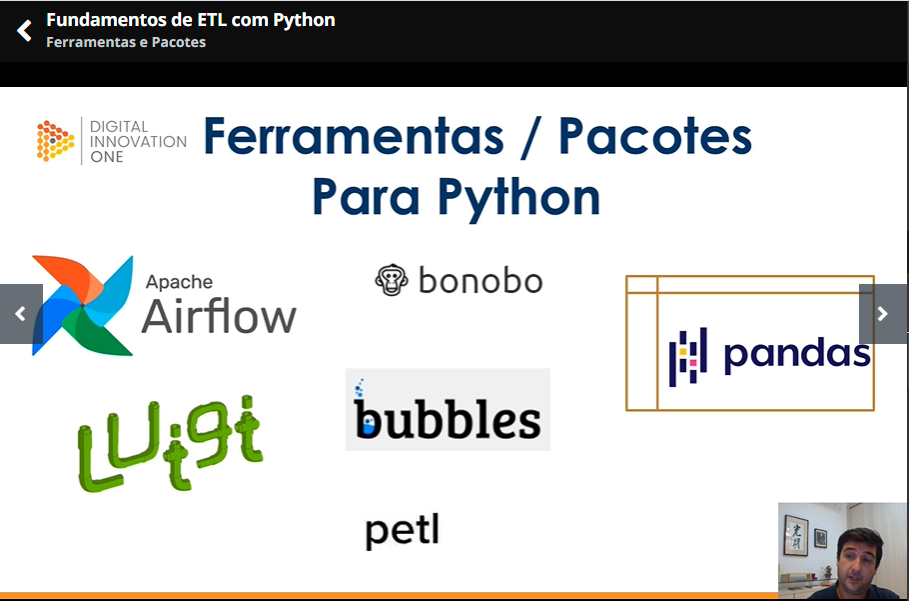 Fundamentos de ETL com Python
Ferramentas e Pacotes
DIGITAL
INNOVATION
ONE
Ferramentas / Pacotes
Para Python
Apache
Airflow
bonobo
pandas
Luigi
bubbles
petl